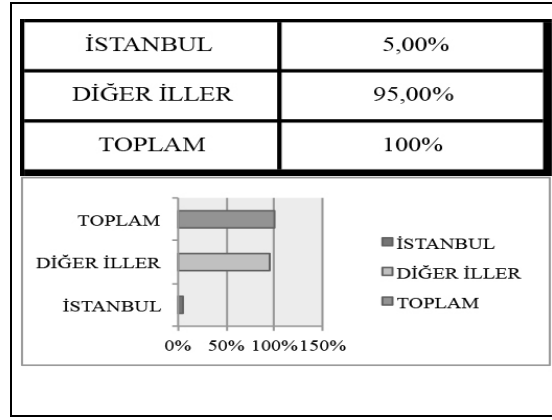 İSTANBUL 5,00%
DİĞER İLLER 95,00%
TOPLAM 100%
TOPLAM
DİĞER İLLER
İSTANBUL
0% 50% 100% 150%
İSTANBUL
DİĞER İLLER
TOPLAM